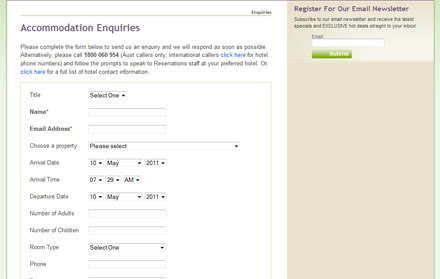 Enquiries
Accommodation Enquiries
Please complete the form below to send us an enquiry and we will respond as soon as possible.
Alternatively, please call 1800 060 954 (Aust callers only; International callers click here for hotel
phone numbers) and follow the prompts to speak to Reservations staff at your preferred hotel. Or,
click here for a full list of hotel contact information.
Title Select One
Name*
Email Address*
Choose a property Please select
Arrival Date 10 May 2011
Arrival Time 07 29 AM
Departure Date 10 May 2011
Number of Adults
Number of Children
Room Type Select One
Phone
Register For Our Email Newsletter
Subscribe to our email newsletter and receive the latest
specials and EXCLUSIVE hot deals straight to your inbox!
Email:
Submit